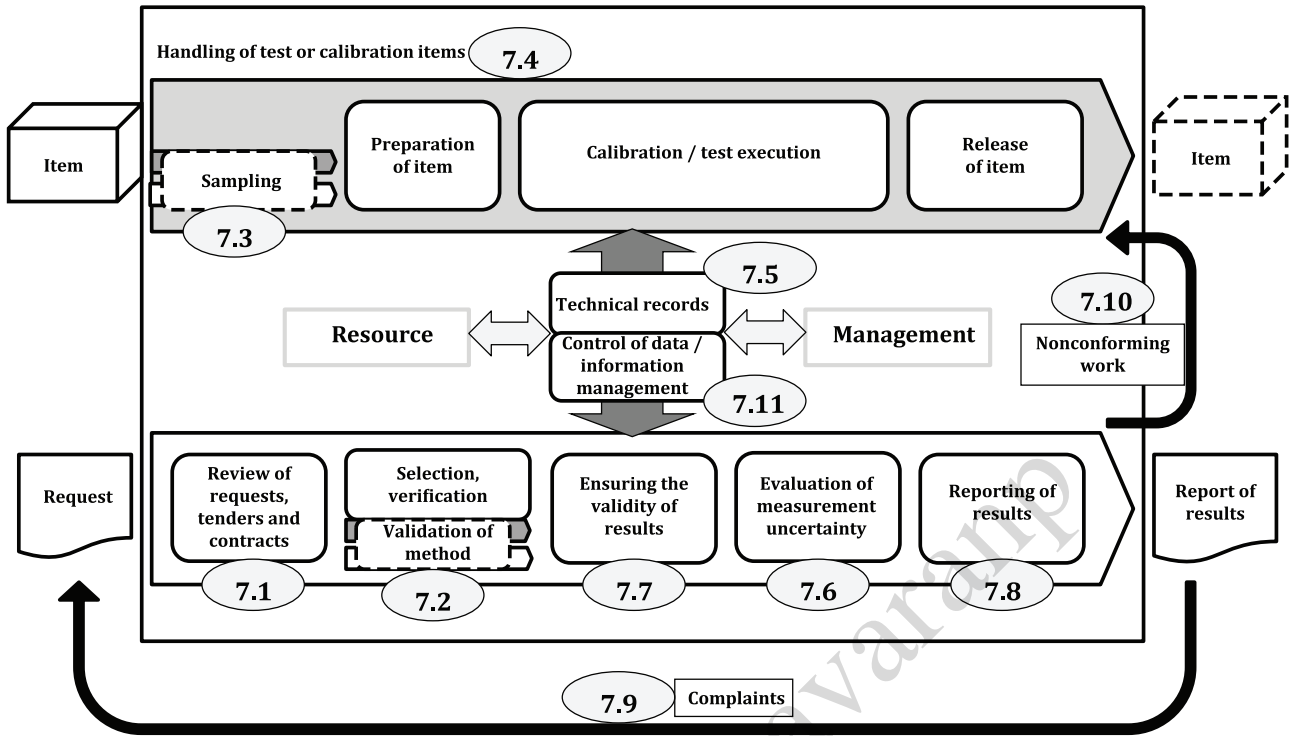 Handling of test or calibration items 7.4
Item
Sampling
7.3
Preparation
of item
Calibration / test execution
Release
of item
Item
7.5
Technical records
Resource
Management
Control of data /
information
management
7.11
7.10
Nonconforming
work
Request
Review of
requests,
tenders and
contracts
7.1
Selection,
verification
Validation of
method
7.2
Ensuring the
validity of
results
7.7
Evaluation of
measurement
uncertainty
7.6
Reporting of
results
7.8
Report of
results
7.9 Complaints
avaranp